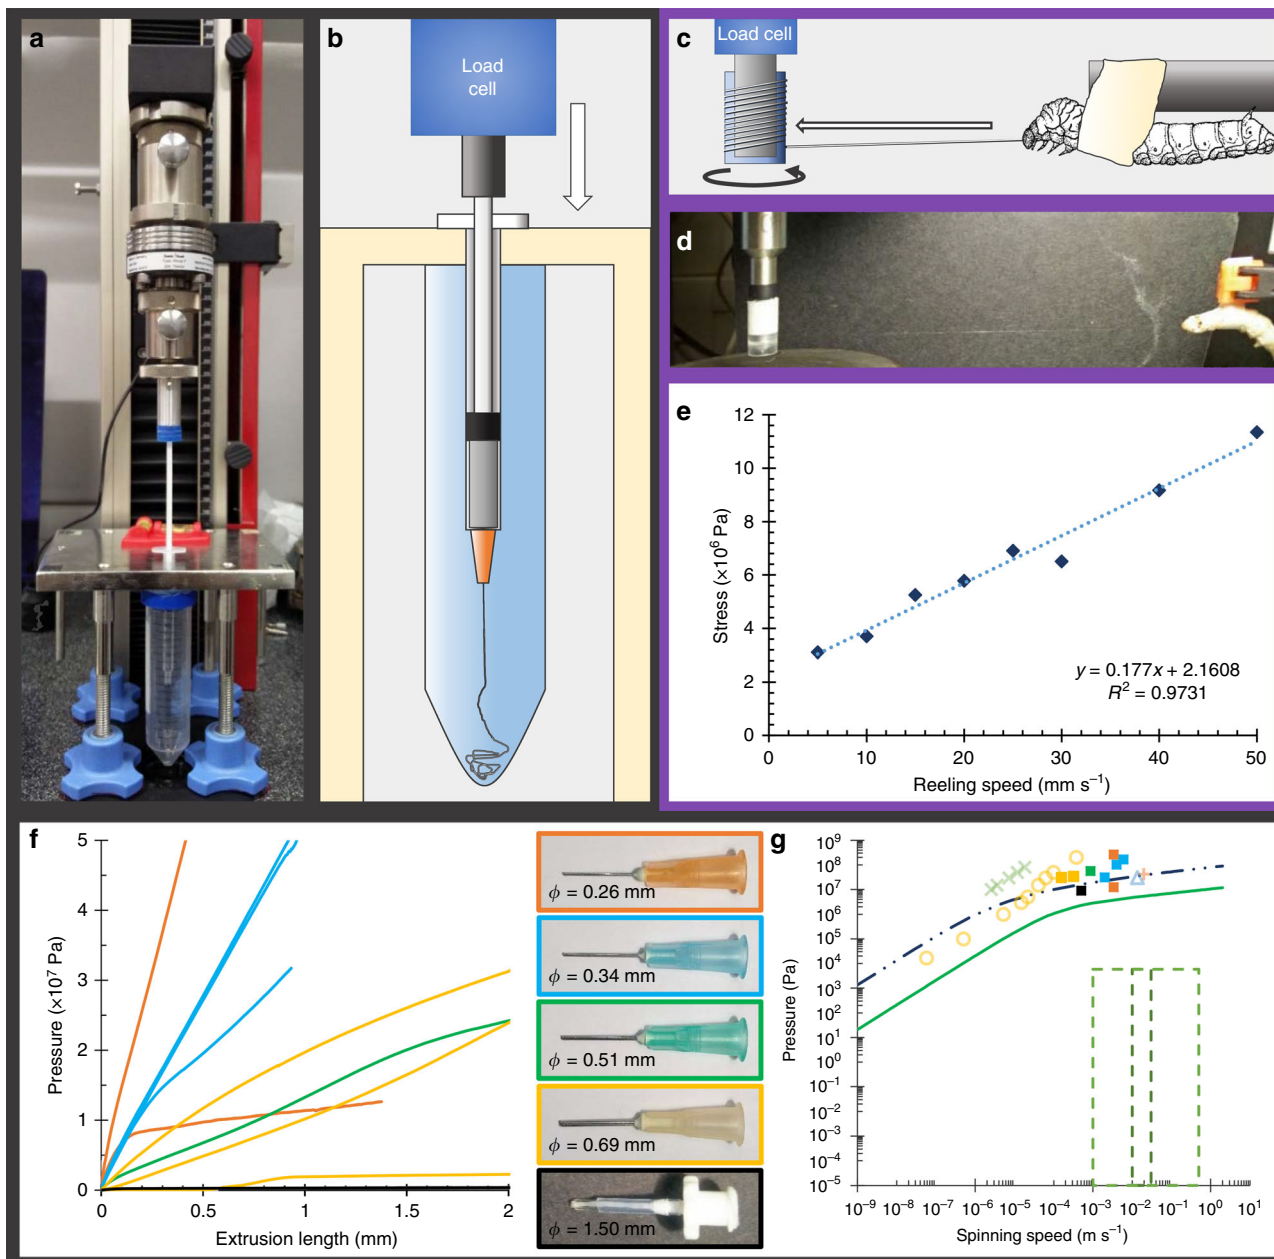 a
b
Load
cell
c
Load cell
d
e
12
10
8
6
4
2
0
Stress (×10⁶ Pa)
y = 0.177x + 2.1608
R² = 0.9731
0 10 20 30 40 50
Reeling speed (mm s⁻¹)
f
5
4
3
2
1
0
Pressure (×10⁷ Pa)
0 0.5 1 1.5 2
Extrusion length (mm)
ϕ = 0.26 mm
ϕ = 0.34 mm
ϕ = 0.51 mm
ϕ = 0.69 mm
ϕ = 1.50 mm
g
10⁹
10⁸
10⁷
10⁶
10⁵
10⁴
10³
10²
10¹
10⁰
10⁻¹
10⁻²
10⁻³
10⁻⁴
10⁻⁵
Pressure (Pa)
10⁻⁹ 10⁻⁸ 10⁻⁷ 10⁻⁶ 10⁻⁵ 10⁻⁴ 10⁻³ 10⁻² 10⁻¹ 10⁰ 10¹
Spinning speed (m s⁻¹)